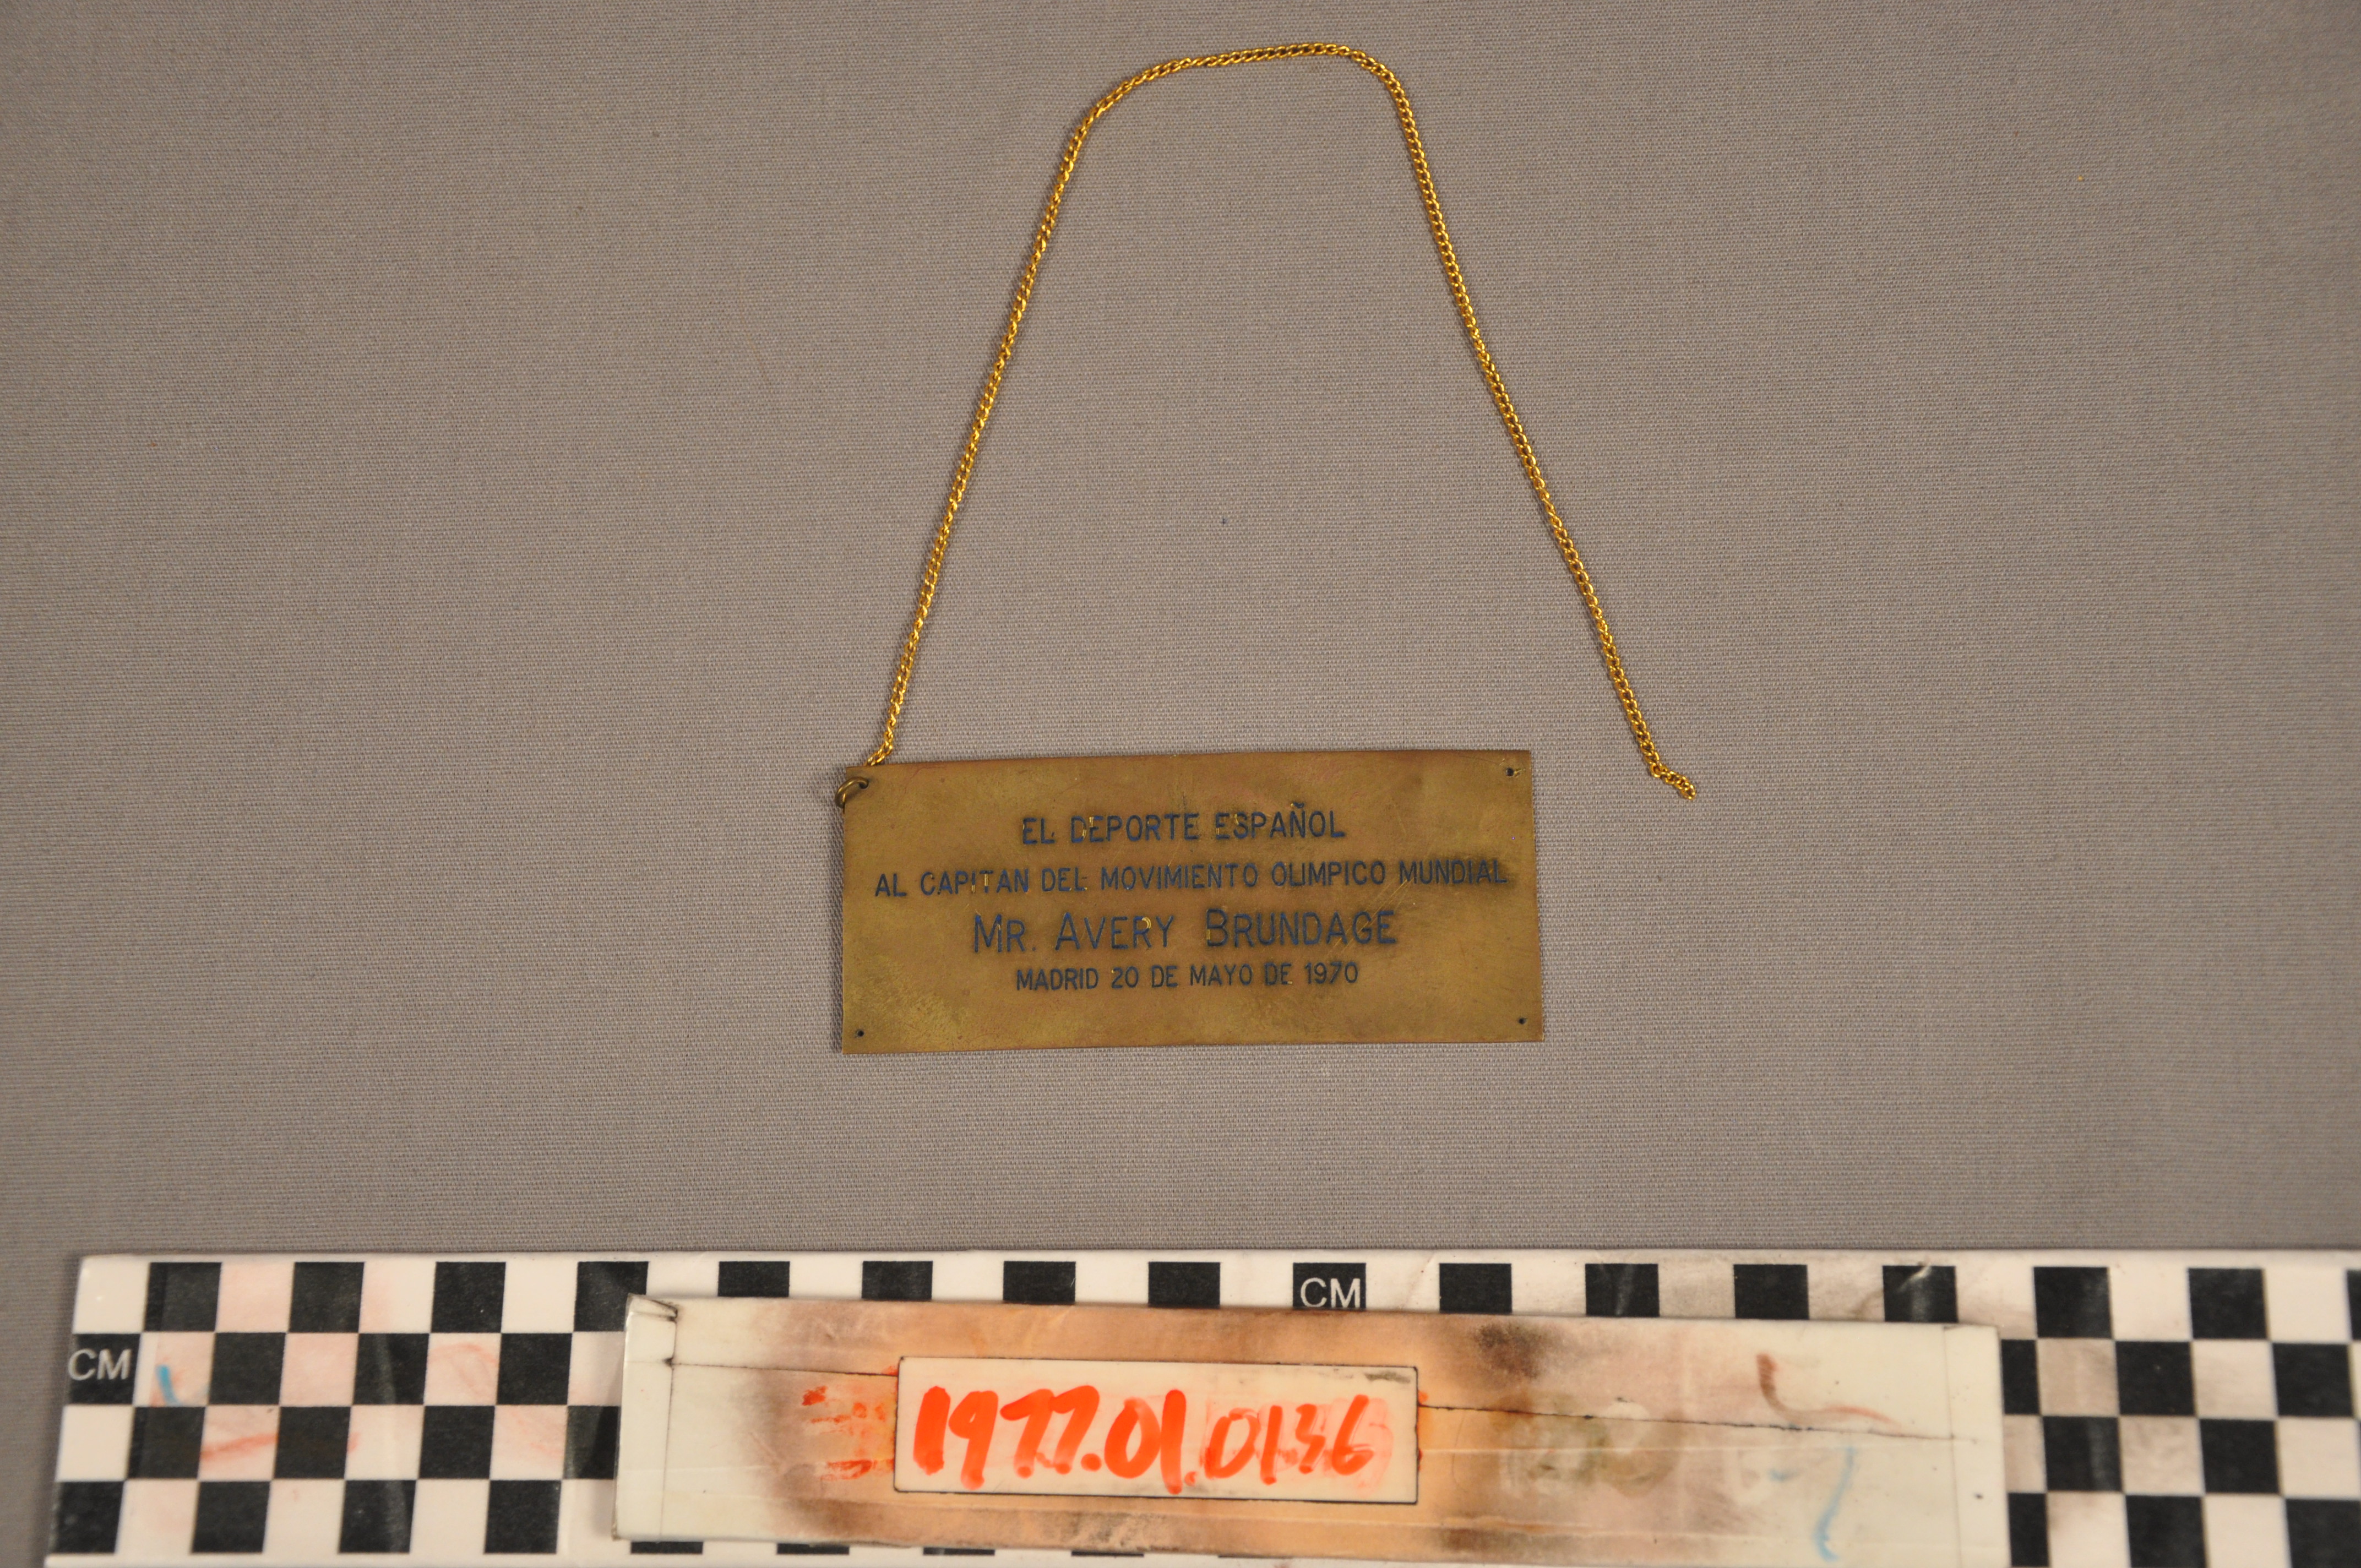 EL DEPORTE ESPAÑOL
AL CAPITAN DEL MOVIMIENTO OLIMPICO MUNDIAL
MR. AVERY BRUNDAGE
MADRID 20 DE MAYO DE 1970
CM
CM
1977.01.0136